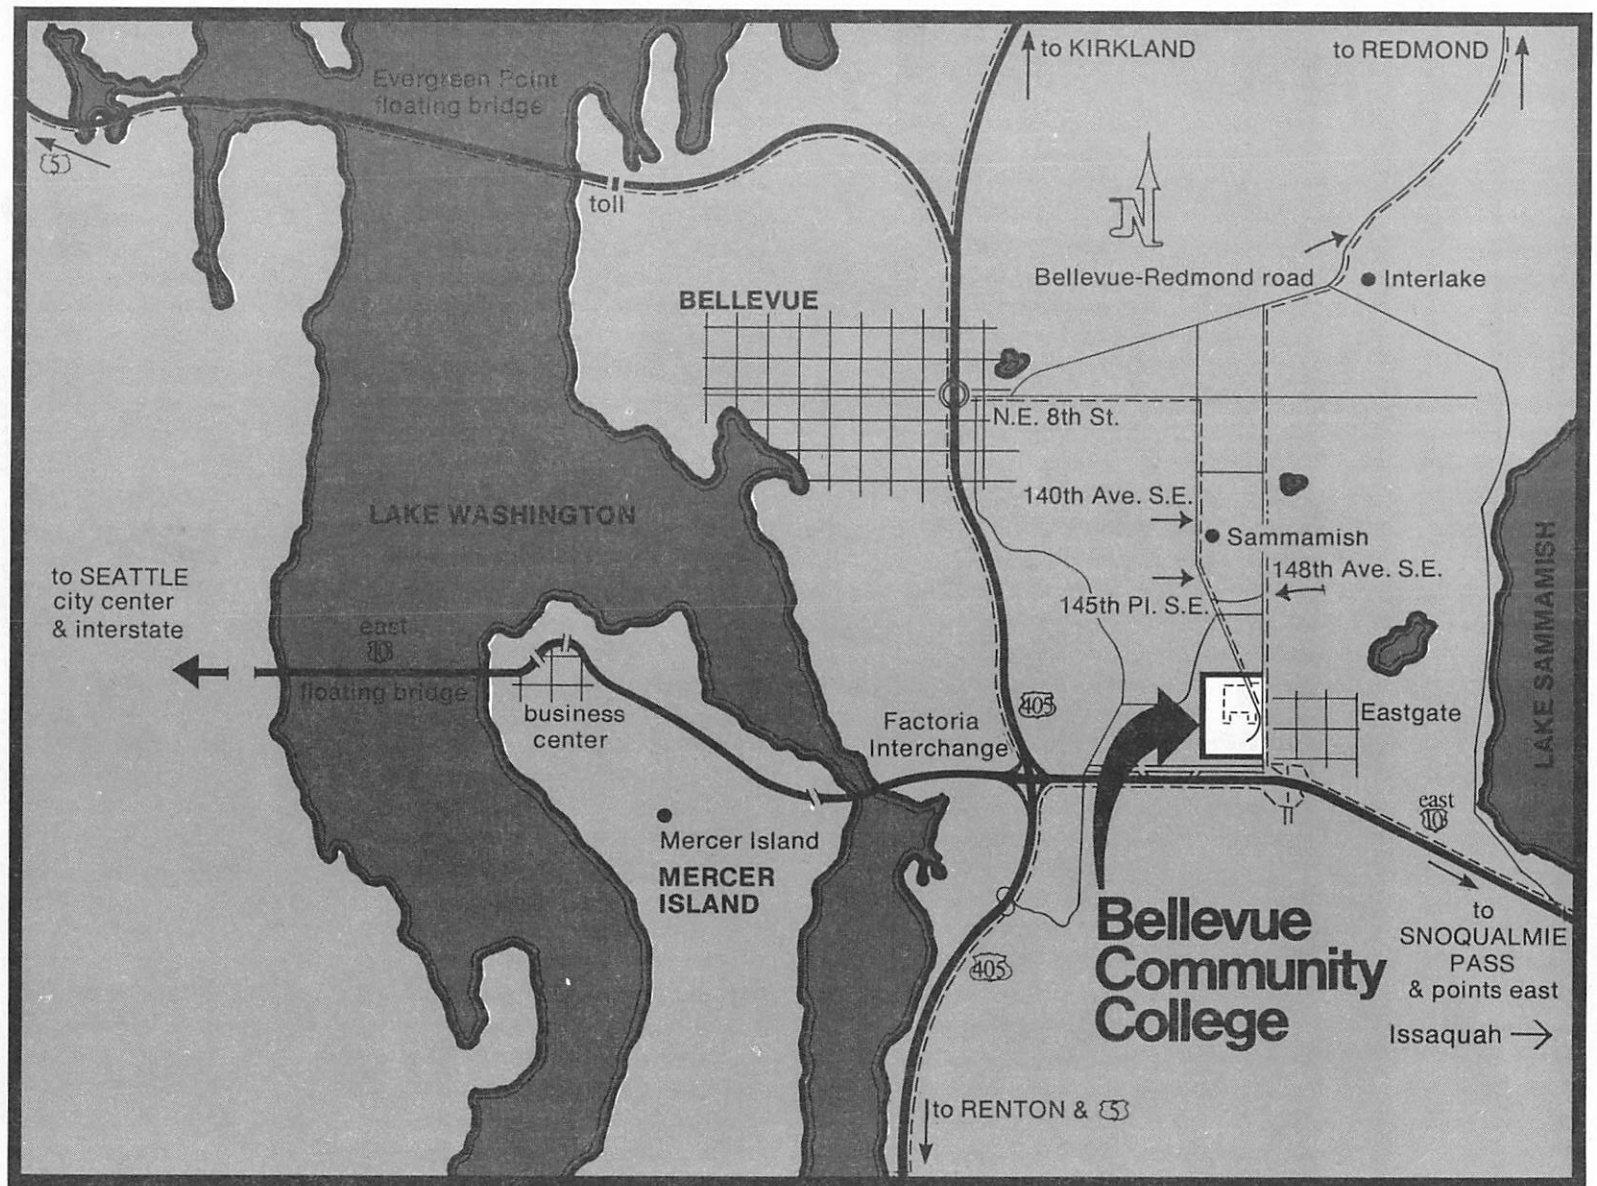 to KIRKLAND
to REDMOND
Evergreen Point
floating bridge
5
toll
N
Bellevue-Redmond road
Interlake
BELLEVUE
N.E. 8th St.
140th Ave. S.E.
LAKE WASHINGTON
Sammamish
148th Ave. S.E.
145th Pl. S.E.
to SEATTLE
city center
& interstate
east
10
floating bridge
LAKE SAMMAMISH
business
center
405
Factoria
Interchange
Eastgate
east
10
Mercer Island
MERCER
ISLAND
Bellevue
Community
College
to
SNOQUALMIE
PASS
& points east
405
Issaquah
to RENTON & 5